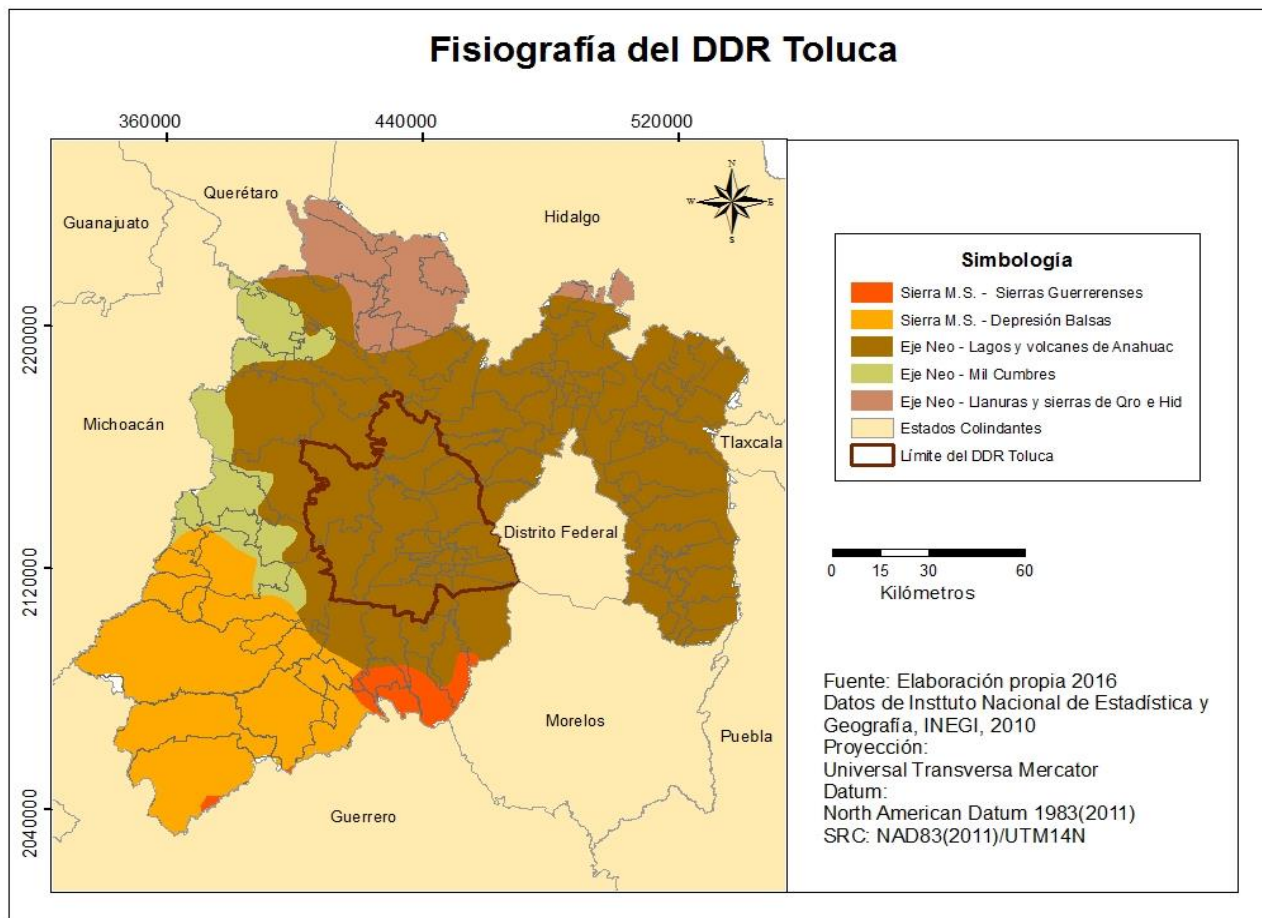 Fisiografía del DDR Toluca
360000
440000
520000
2200000
2120000
2040000
N
W
E
S
Querétaro
Guanajuato
Hidalgo
Michoacán
Tlaxcala
Distrito Federal
Morelos
Puebla
Guerrero
Simbología
Sierra M.S. - Sierras Guerrerenses
Sierra M.S. - Depresión Balsas
Eje Neo - Lagos y volcanes de Anahuac
Eje Neo - Mil Cumbres
Eje Neo - Llanuras y sierras de Qro e Hid
Estados Colindantes
Límite del DDR Toluca
0 15 30 60
Kilómetros
Fuente: Elaboración propia 2016
Datos de Insttuto Nacional de Estadística y
Geografía, INEGI, 2010
Proyección:
Universal Transversa Mercator
Datum:
North American Datum 1983(2011)
SRC: NAD83(2011)/UTM14N